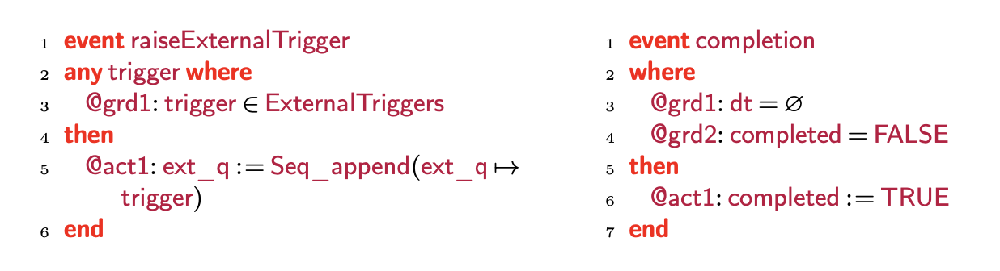 1 event raiseExternalTrigger
2 any trigger where
3 @grd1: trigger ∈ ExternalTriggers
4 then
5 @act1: ext_q := Seq_append(ext_q ↦
trigger)
6 end
1 event completion
2 where
3 @grd1: dt = ∅
4 @grd2: completed = FALSE
5 then
6 @act1: completed := TRUE
7 end